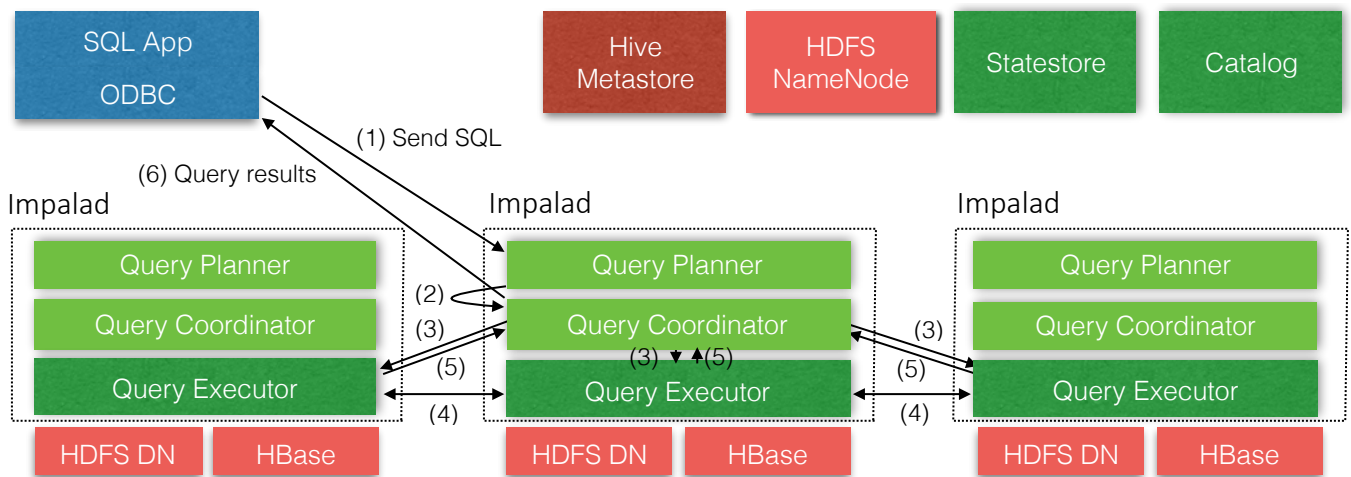 SQL App
ODBC
Hive
Metastore
HDFS
NameNode
Statestore
Catalog
(1) Send SQL
(6) Query results
Impalad
Impalad
Impalad
Query Planner
Query Planner
Query Planner
(2)
Query Coordinator
Query Coordinator
Query Coordinator
(3)
(3)
(3)
(5)
(5)
(5)
Query Executor
Query Executor
Query Executor
(4)
(4)
HDFS DN
HBase
HDFS DN
HBase
HDFS DN
HBase